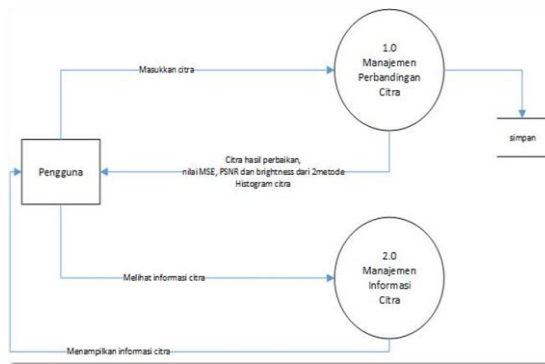 1.0
Manajemen
Perbandingan
Citra
Masukkan citra
simpan
Citra hasil perbaikan,
nilai MSE, PSNR dan brightness dari 2metode
Histogram citra
Pengguna
2.0
Manajemen
Informasi
Citra
Melihat informasi citra
Menampilkan informasi citra